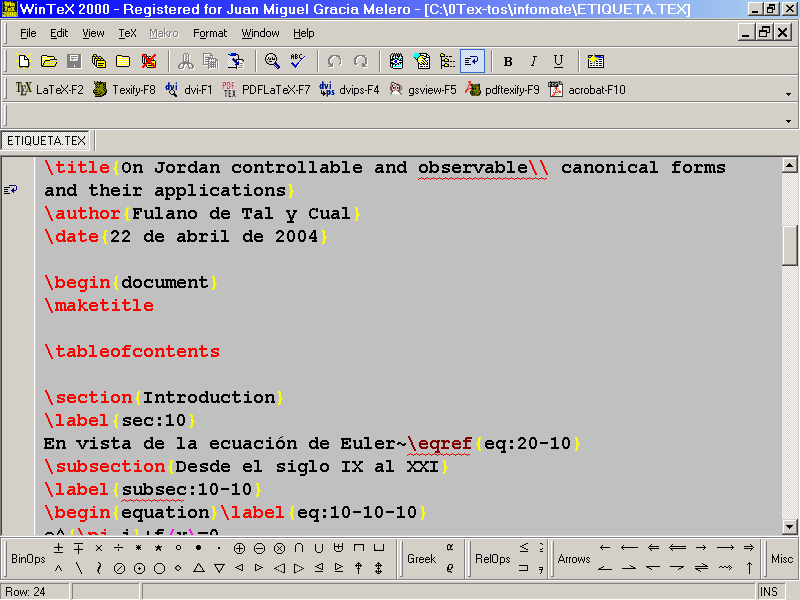 WinTeX 2000 - Registered for Juan Miguel Gracia Melero - [C:\0Tex-tos\infomate\ETIQUETA.TEX]
File Edit View TeX Makro Format Window Help
LaTeX-F2 Texify-F8 dvi-F1 PDFLaTeX-F7 dvips-F4 gsview-F5 pdftexify-F9 acrobat-F10
ETIQUETA.TEX
\title{On Jordan controllable and observable\\ canonical forms
and their applications}
\author{Fulano de Tal y Cual}
\date{22 de abril de 2004}
\begin{document}
\maketitle
\tableofcontents
\section{Introduction}
\label{sec:10}
En vista de la ecuación de Euler~\eqref{eq:20-10}
\subsection{Desde el siglo IX al XXI}
\label{subsec:10-10}
\begin{equation}\label{eq:10-10-10}
BinOps Greek RelOps Arrows Misc
Row: 24 INS